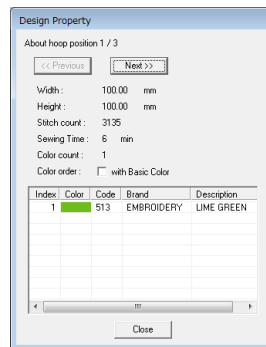 Design Property
About hoop position 1 / 3
<< Previous Next >>
Width : 100.00 mm
Height : 100.00 mm
Stitch count : 3135
Sewing Time : 6 min
Color count : 1
Color order : with Basic Color
Index Color Code Brand Description
1 513 EMBROIDERY LIME GREEN
Close